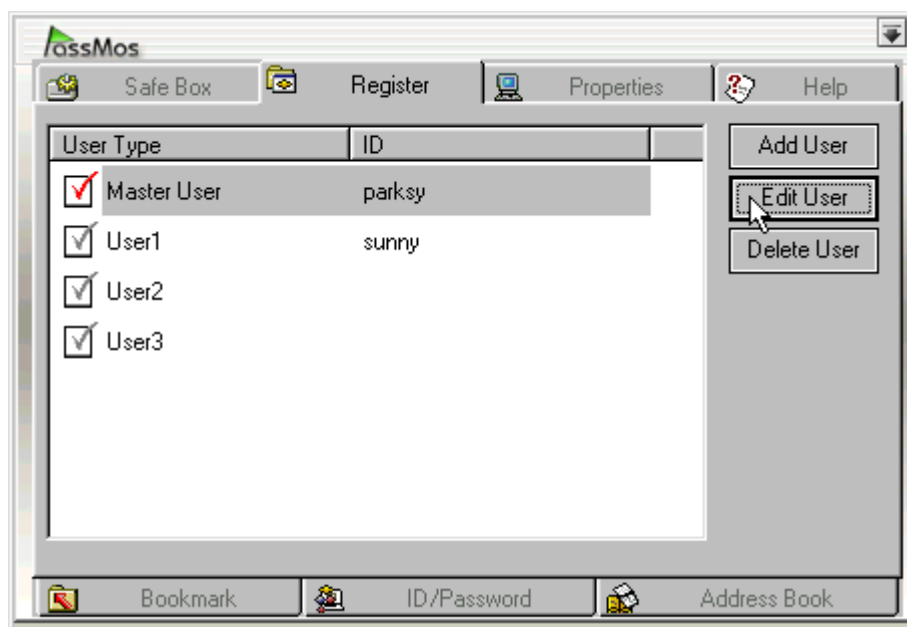 PassMos
Safe Box Register Properties Help
User Type ID
Add User
Master User parksy
Edit User
User1 sunny
Delete User
User2
User3
Bookmark ID/Password Address Book